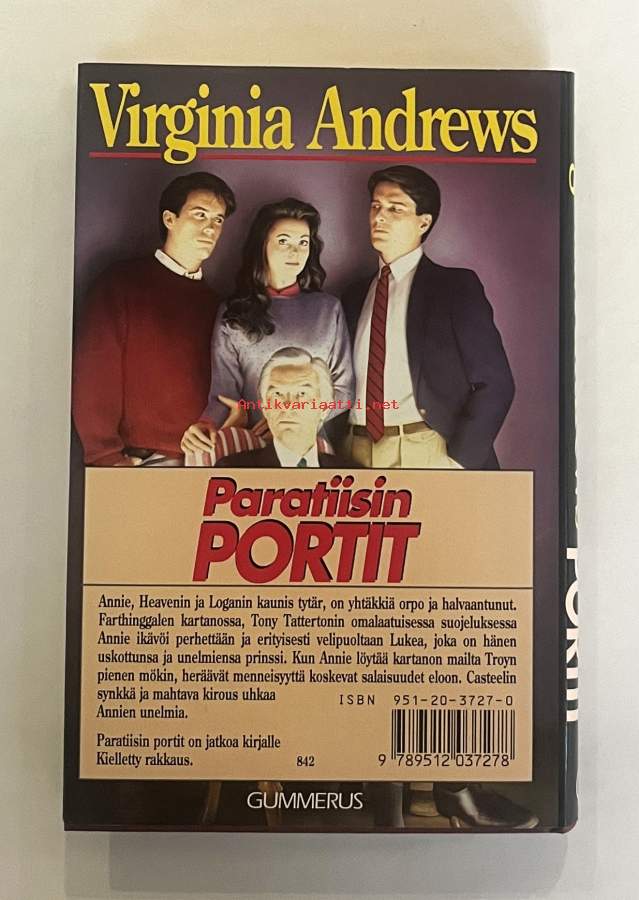 Virginia Andrews
Antikvariaatti.net
Paratiisin
PORTIT
Annie, Heavenin ja Loganin kaunis tytär, on yhtäkkiä orpo ja halvaantunut.
Farthinggalen kartanossa, Tony Tattertonin omalaatuisessa suojeluksessa
Annie ikävöi perhettään ja erityisesti velipuoltaan Lukea, joka on hänen
uskottunsa ja unelmiensa prinssi. Kun Annie löytää kartanon mailta Troyn
pienen mökin, heräävät menneisyyttä koskevat salaisuudet eloon. Casteelin
synkkä ja mahtava kirous uhkaa
Annien unelmia.
ISBN 951-20-3727-0
Paratiisin portit on jatkoa kirjalle
Kielletty rakkaus.
842
9 789512 037278
GUMMERUS